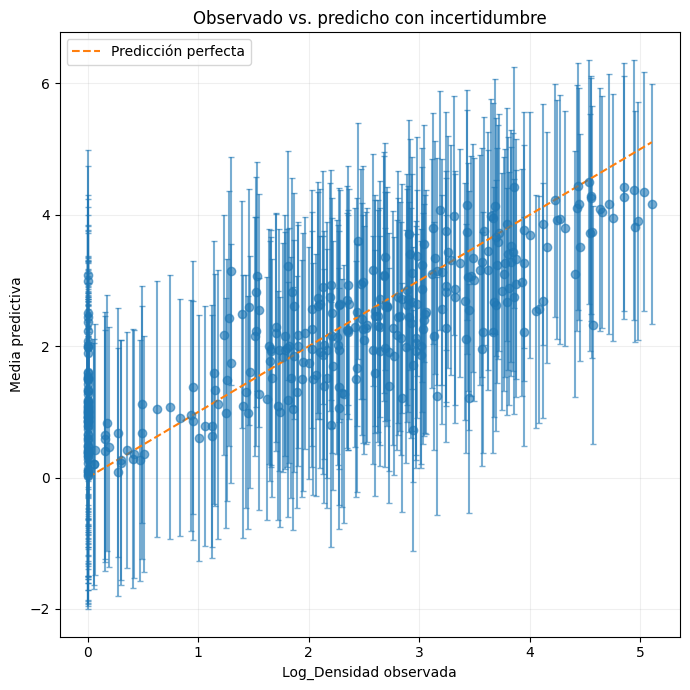 Observado vs. predicho con incertidumbre
Predicción perfecta
Media predictiva
6
4
2
0
−2
0 1 2 3 4 5
Log_Densidad observada